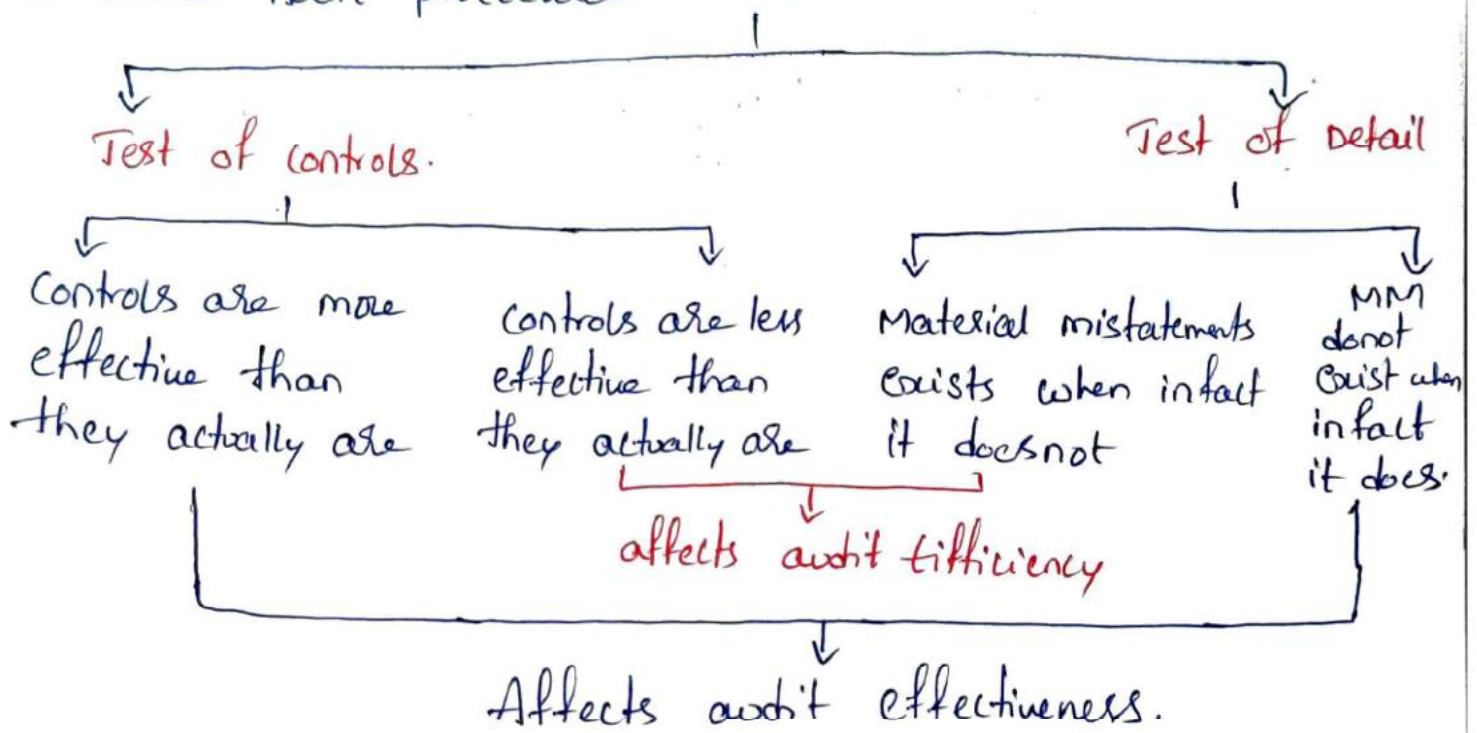 Test of controls.
Test of Detail
Controls are more
effective than
they actually are
controls are less
effective than
they actually are
Material mistatements
exists when infact
it doesnot
MM
donot
exist when
infact
it does.
affects audit
Affects audit effectiveness.